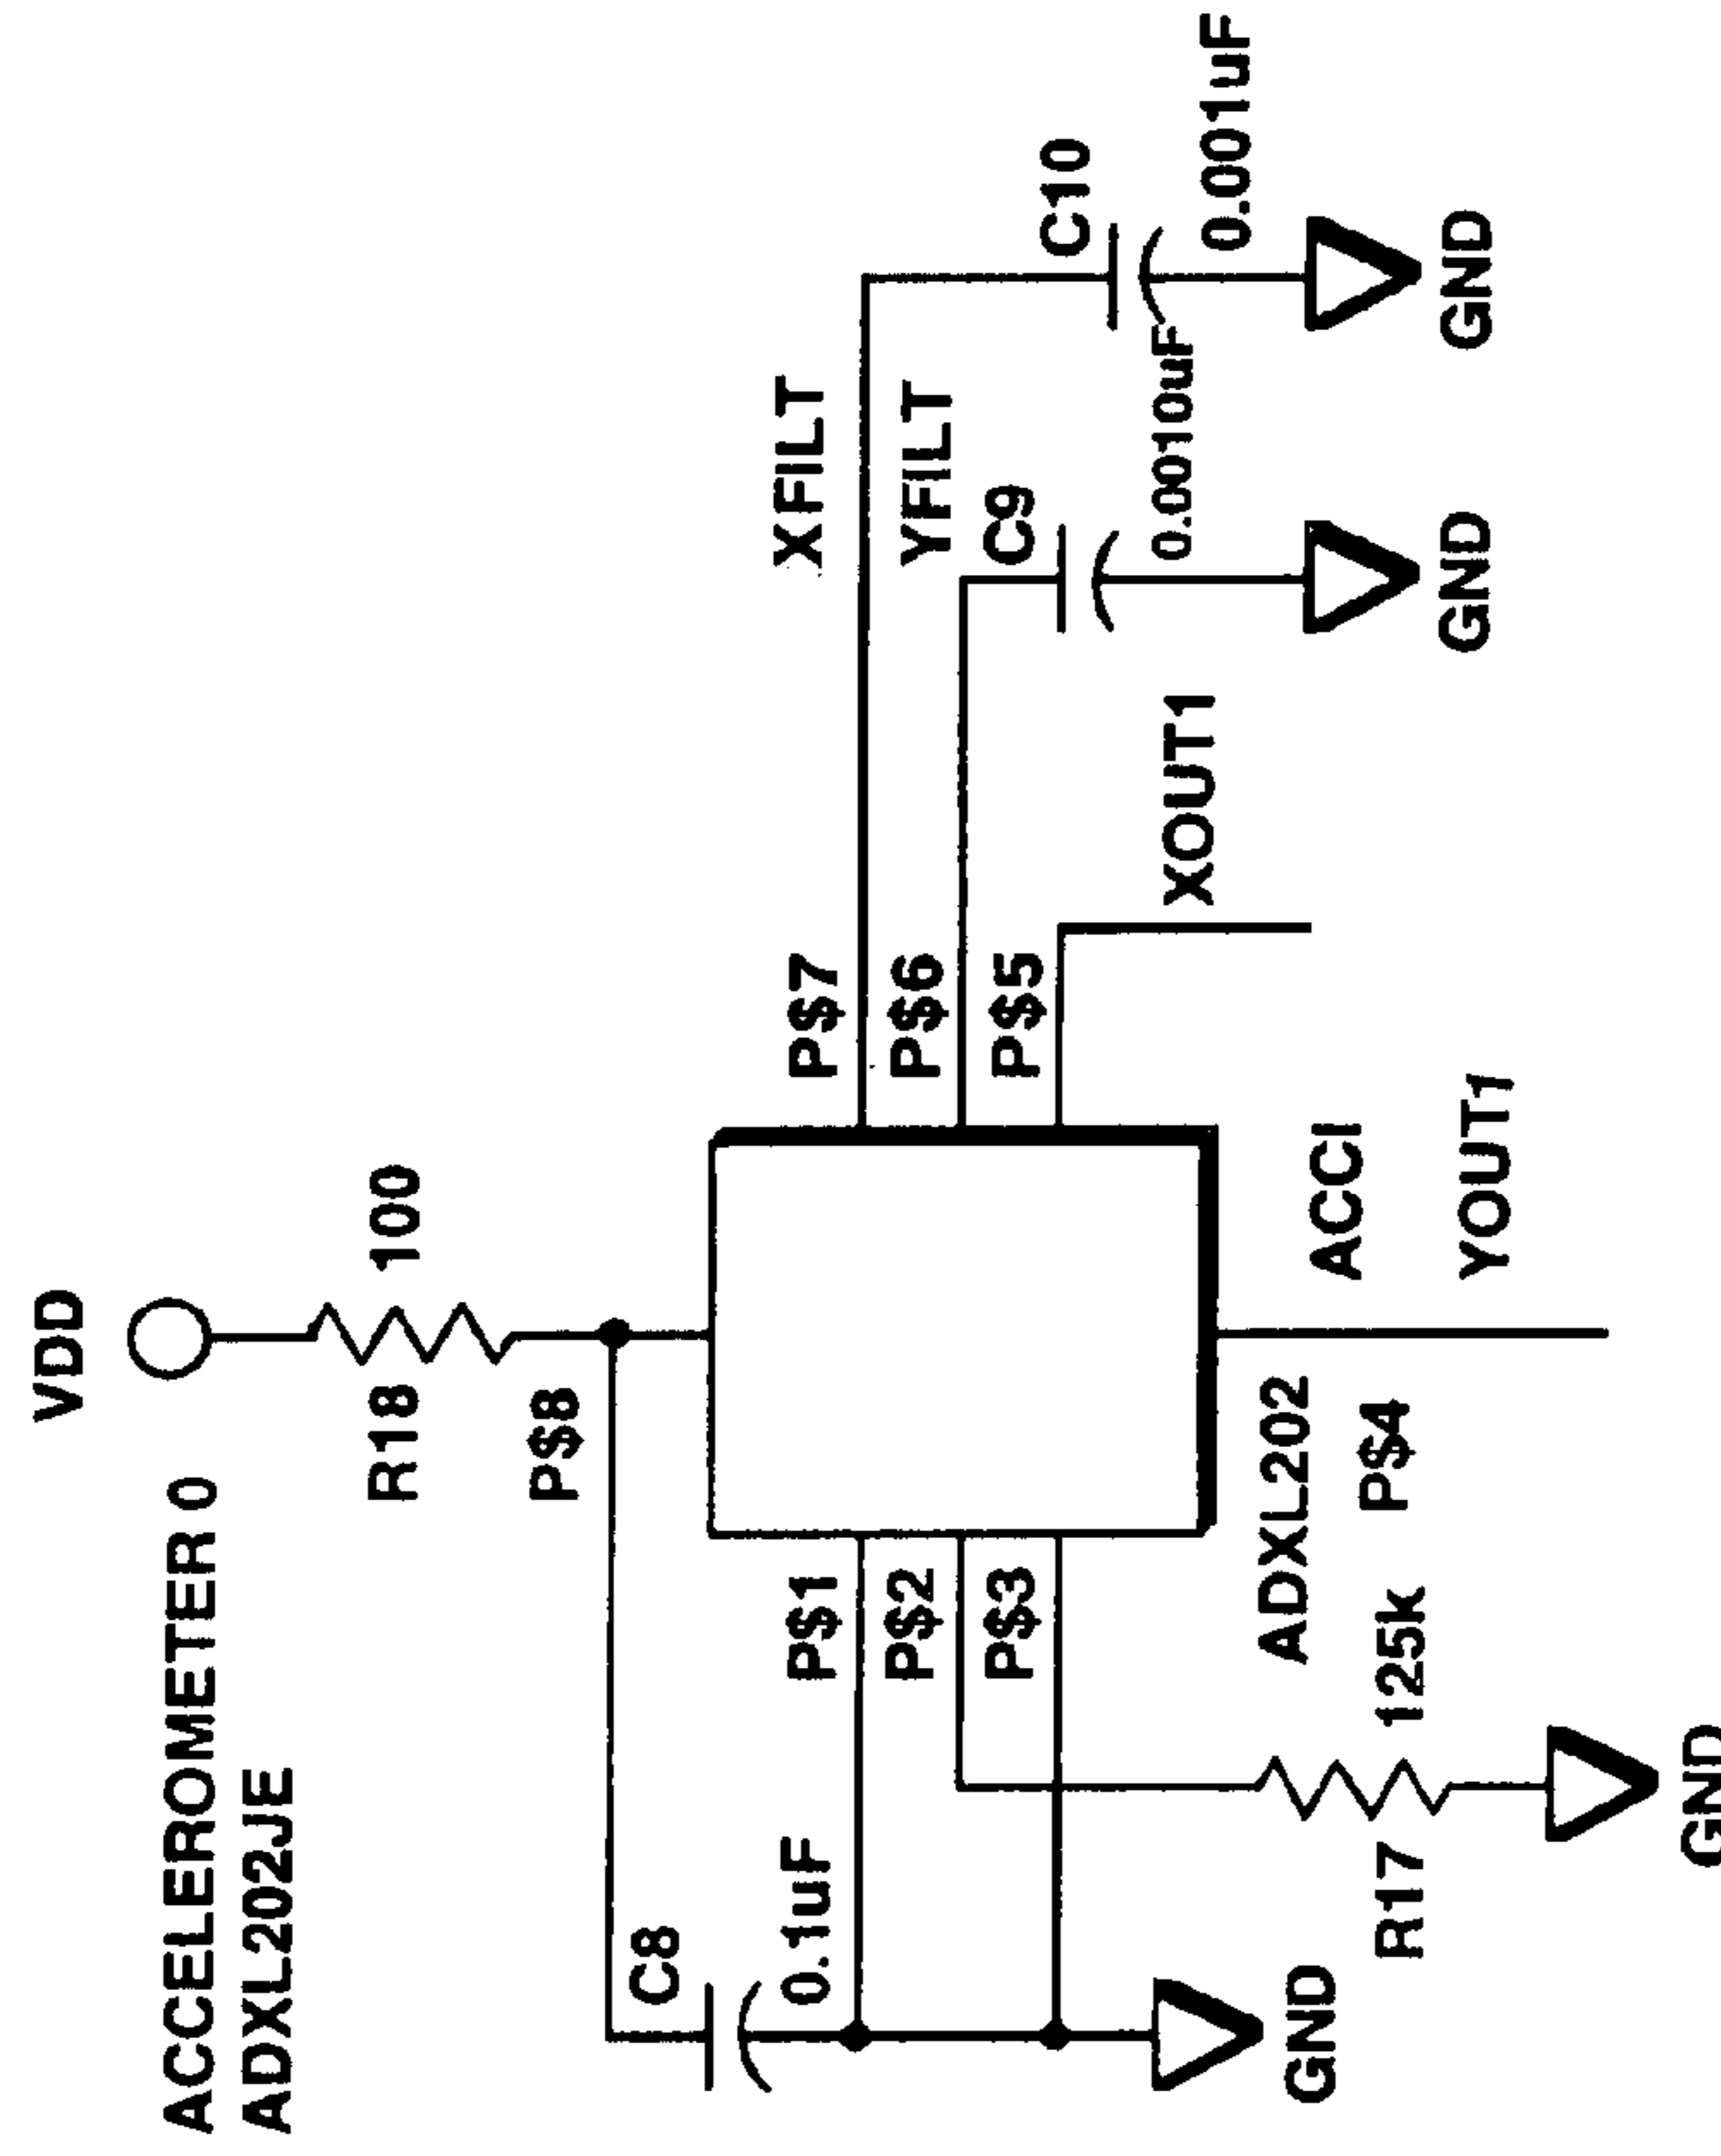 ACCELEROMETER 0
ADXL202JE
VDD
R18
100
P$8
C8
0.1uF
P$1
P$2
P$3
P$7
P$6
P$5
XFILT
YFILT
C10
0.001uF
C9
0.0010uF
XOUT1
GND
GND
ADXL202
ACCI
P$4
YOUT1
R17
125k
GND
GND